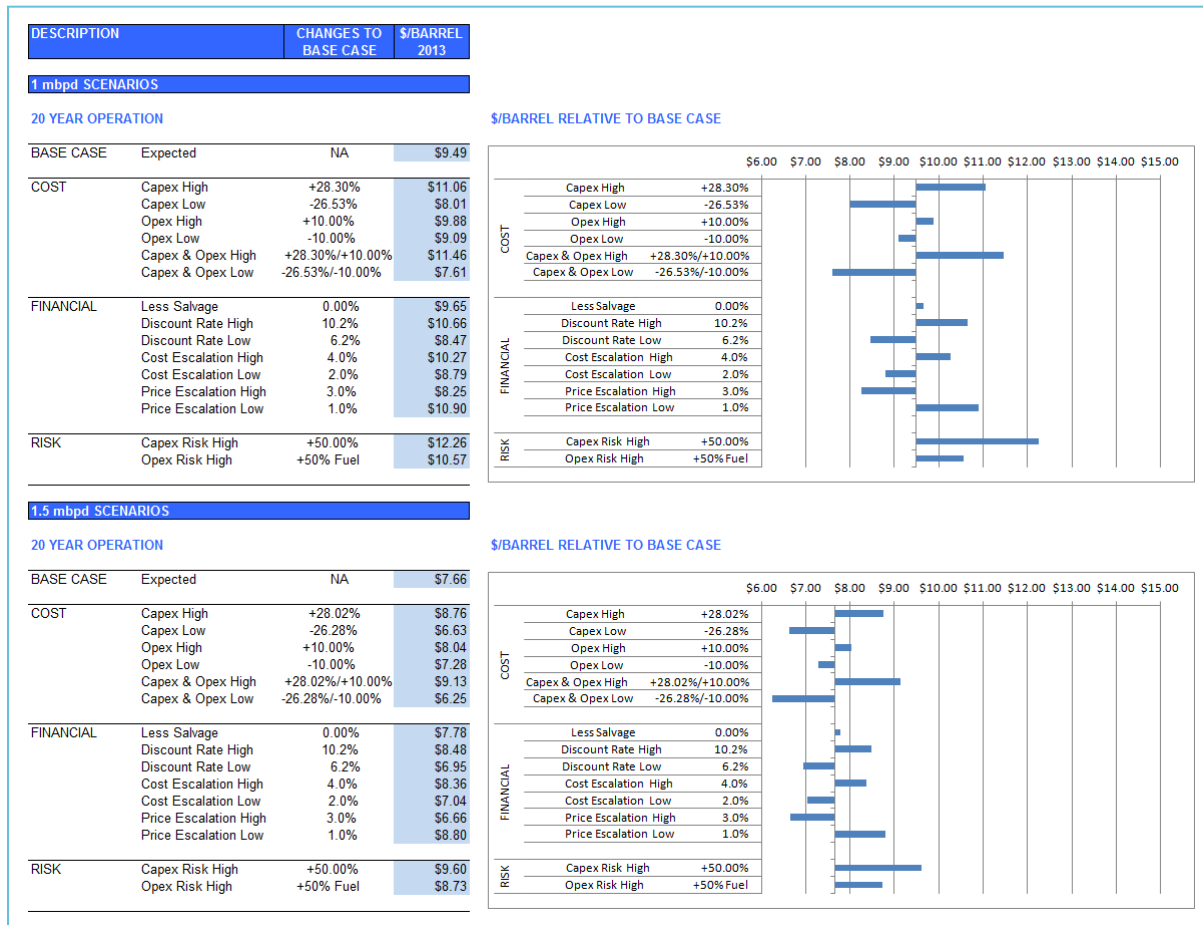 DESCRIPTION CHANGES TO BASE CASE $/BARREL 2013
1 mbpd SCENARIOS
20 YEAR OPERATION
BASE CASE Expected NA $9.49
COST Capex High +28.30% $11.06
Capex Low -26.53% $8.01
Opex High +10.00% $9.88
Opex Low -10.00% $9.09
Capex & Opex High +28.30%/+10.00% $11.46
Capex & Opex Low -26.53%/-10.00% $7.61
FINANCIAL Less Salvage 0.00% $9.65
Discount Rate High 10.2% $10.66
Discount Rate Low 6.2% $8.47
Cost Escalation High 4.0% $10.27
Cost Escalation Low 2.0% $8.79
Price Escalation High 3.0% $8.25
Price Escalation Low 1.0% $10.90
RISK Capex Risk High +50.00% $12.26
Opex Risk High +50% Fuel $10.57
$/BARREL RELATIVE TO BASE CASE
$6.00 $7.00 $8.00 $9.00 $10.00 $11.00 $12.00 $13.00 $14.00 $15.00
COST
Capex High +28.30%
Capex Low -26.53%
Opex High +10.00%
Opex Low -10.00%
Capex & Opex High +28.30%/+10.00%
Capex & Opex Low -26.53%/-10.00%
FINANCIAL
Less Salvage 0.00%
Discount Rate High 10.2%
Discount Rate Low 6.2%
Cost Escalation High 4.0%
Cost Escalation Low 2.0%
Price Escalation High 3.0%
Price Escalation Low 1.0%
RISK
Capex Risk High +50.00%
Opex Risk High +50% Fuel
1.5 mbpd SCENARIOS
20 YEAR OPERATION
BASE CASE Expected NA $7.66
COST Capex High +28.02% $8.76
Capex Low -26.28% $6.63
Opex High +10.00% $8.04
Opex Low -10.00% $7.28
Capex & Opex High +28.02%/+10.00% $9.13
Capex & Opex Low -26.28%/-10.00% $6.25
FINANCIAL Less Salvage 0.00% $7.78
Discount Rate High 10.2% $8.48
Discount Rate Low 6.2% $6.95
Cost Escalation High 4.0% $8.36
Cost Escalation Low 2.0% $7.04
Price Escalation High 3.0% $6.66
Price Escalation Low 1.0% $8.80
RISK Capex Risk High +50.00% $9.60
Opex Risk High +50% Fuel $8.73
$/BARREL RELATIVE TO BASE CASE
$6.00 $7.00 $8.00 $9.00 $10.00 $11.00 $12.00 $13.00 $14.00 $15.00
COST
Capex High +28.02%
Capex Low -26.28%
Opex High +10.00%
Opex Low -10.00%
Capex & Opex High +28.02%/+10.00%
Capex & Opex Low -26.28%/-10.00%
FINANCIAL
Less Salvage 0.00%
Discount Rate High 10.2%
Discount Rate Low 6.2%
Cost Escalation High 4.0%
Cost Escalation Low 2.0%
Price Escalation High 3.0%
Price Escalation Low 1.0%
RISK
Capex Risk High +50.00%
Opex Risk High +50% Fuel